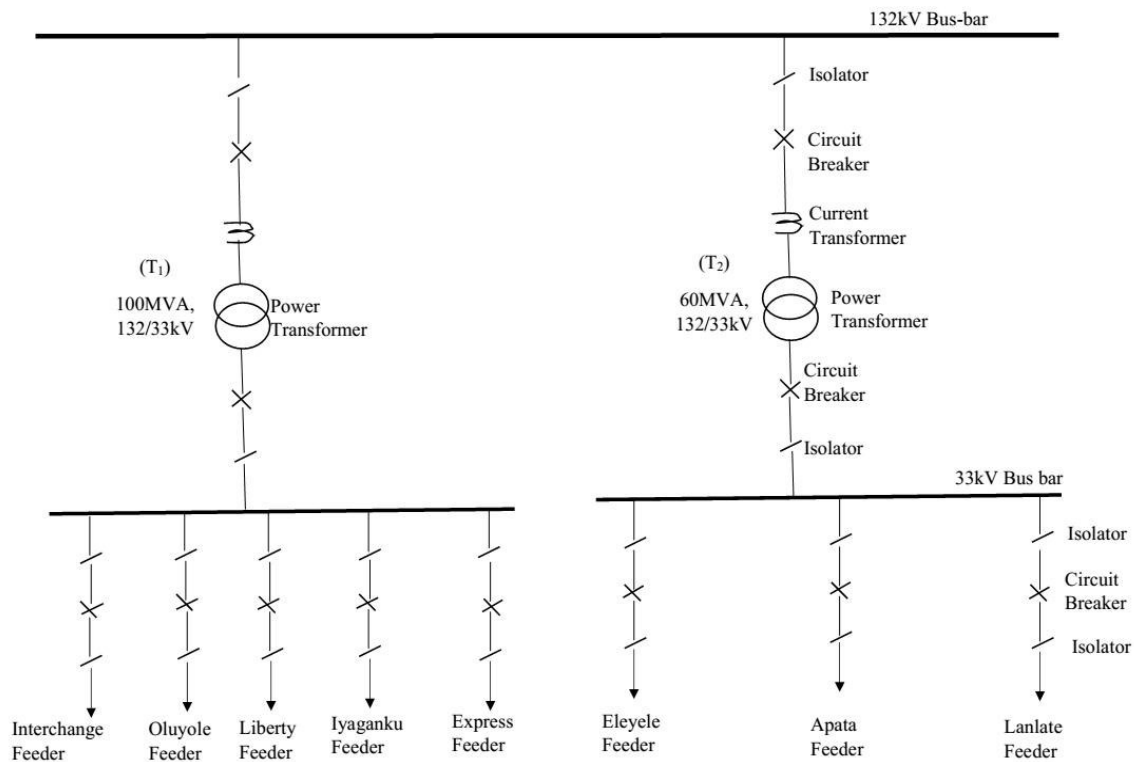 132kV Bus-bar
Isolator
Circuit
Breaker
Current
Transformer
(T₁)
100MVA,
132/33kV
Power
Transformer
(T₂)
60MVA,
132/33kV
Power
Transformer
Circuit
Breaker
Isolator
33kV Bus bar
Isolator
Circuit
Breaker
Isolator
Interchange
Feeder
Oluyole
Feeder
Liberty
Feeder
Iyaganku
Feeder
Express
Feeder
Eleyele
Feeder
Apata
Feeder
Lanlate
Feeder